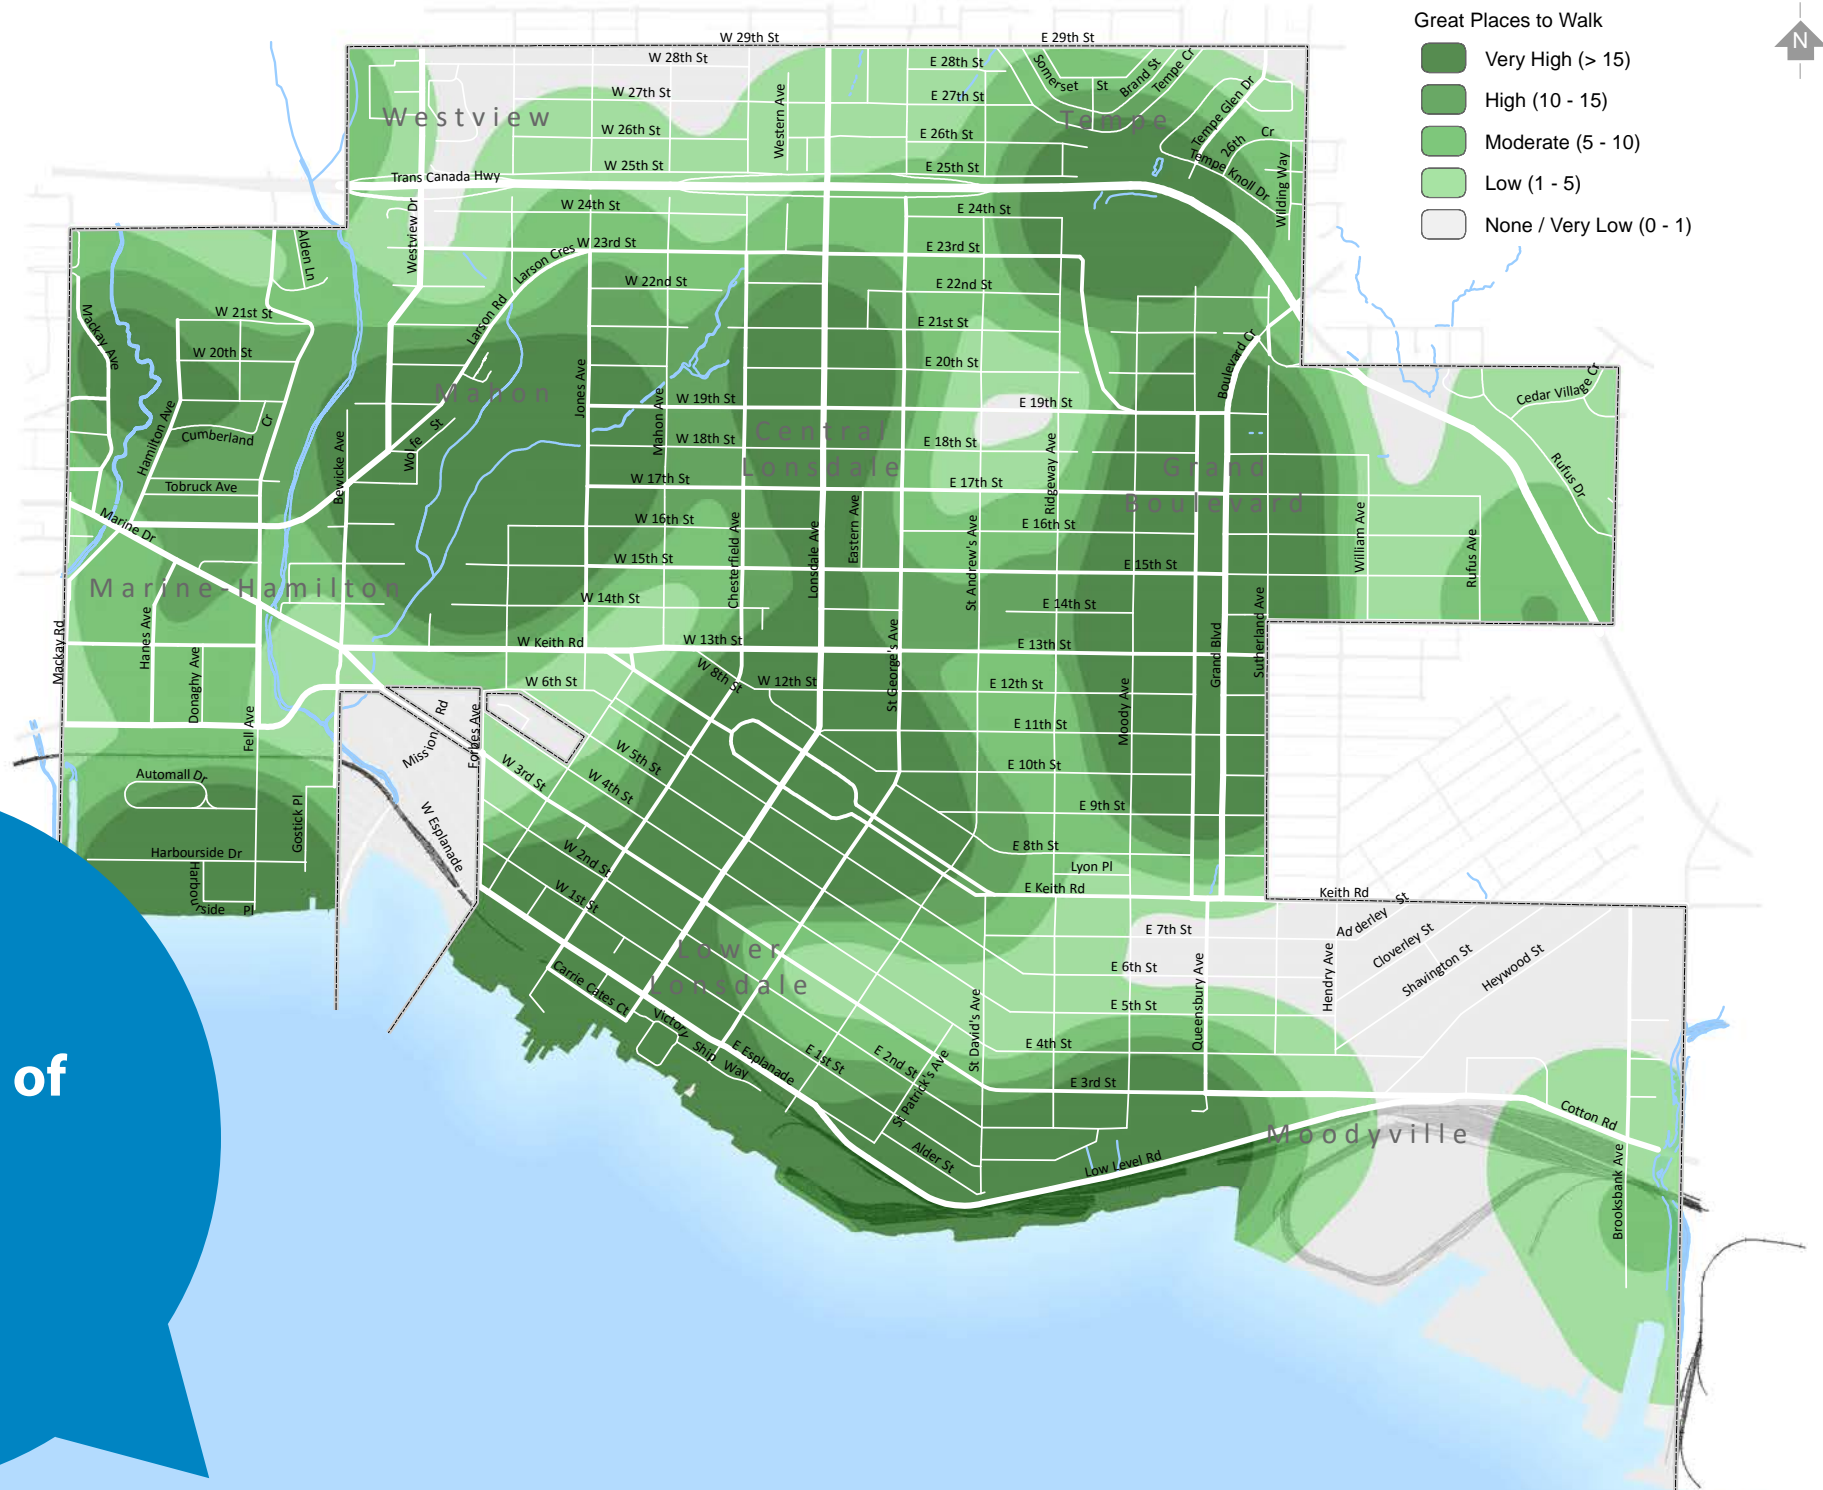 Great Places to Walk
Very High (> 15)
High (10 - 15)
Moderate (5 - 10)
Low (1 - 5)
None / Very Low (0 - 1)
N
W 29th St
E 29th St
W 28th St
E 28th St
Somerset St
Brand St
Tempe Cr
W 27th St
E 27th St
Tempe Glen Dr
Westview
Western Ave
Tempe
W 26th St
E 26th St
26th Cr
W 25th St
E 25th St
Tempe Knoll Dr
Wilding Way
Trans Canada Hwy
W 24th St
E 24th St
Westview Dr
Alden Ln
W 23rd St
E 23rd St
Larson Cres
W 22nd St
E 22nd St
Mackay Ave
W 21st St
Larson Rd
E 21st St
W 20th St
E 20th St
Boulevard Cr
Jones Ave
Mahon
Mahon Ave
W 19th St
E 19th St
Cedar Village Cr
Hamilton Ave
Cumberland Cr
Wolfe St
W 18th St
Central
Lonsdale
E 18th St
Ridgeway Ave
Grand
Boulevard
Bewicke Ave
Tobruck Ave
W 17th St
E 17th St
Rufus Dr
Marine Dr
W 16th St
Chesterfield Ave
Lonsdale Ave
Eastern Ave
St Andrew's Ave
E 16th St
William Ave
Rufus Ave
W 15th St
E 15th St
Marine-Hamilton
W 14th St
E 14th St
Mackay Rd
Hanes Ave
Donaghy Ave
W Keith Rd
W 13th St
St George's Ave
E 13th St
Grand Blvd
Sutherland Ave
W 6th St
W 8th St
W 12th St
E 12th St
Moody Ave
Fell Ave
Mission Rd
Forbes Ave
E 11th St
W 5th St
Automall Dr
W 3rd St
W 4th St
E 10th St
Gostick Pl
W Esplanade
E 9th St
Harbourside Dr
W 2nd St
E 8th St
Lyon Pl
Harbourside Pl
W 1st St
E Keith Rd
Keith Rd
Adderley St
E 7th St
Cloverley St
Lower
Lonsdale
Carrie Cates Ct
E 6th St
Queensbury Ave
Hendry Ave
Shavington St
Heywood St
Victory Ship Way
St David's Ave
E 5th St
E Esplanade
E 1st St
E 2nd St
E 4th St
of
St Patrick's Ave
E 3rd St
Cotton Rd
Moodyville
Alder St
Low Level Rd
Brooksbank Ave